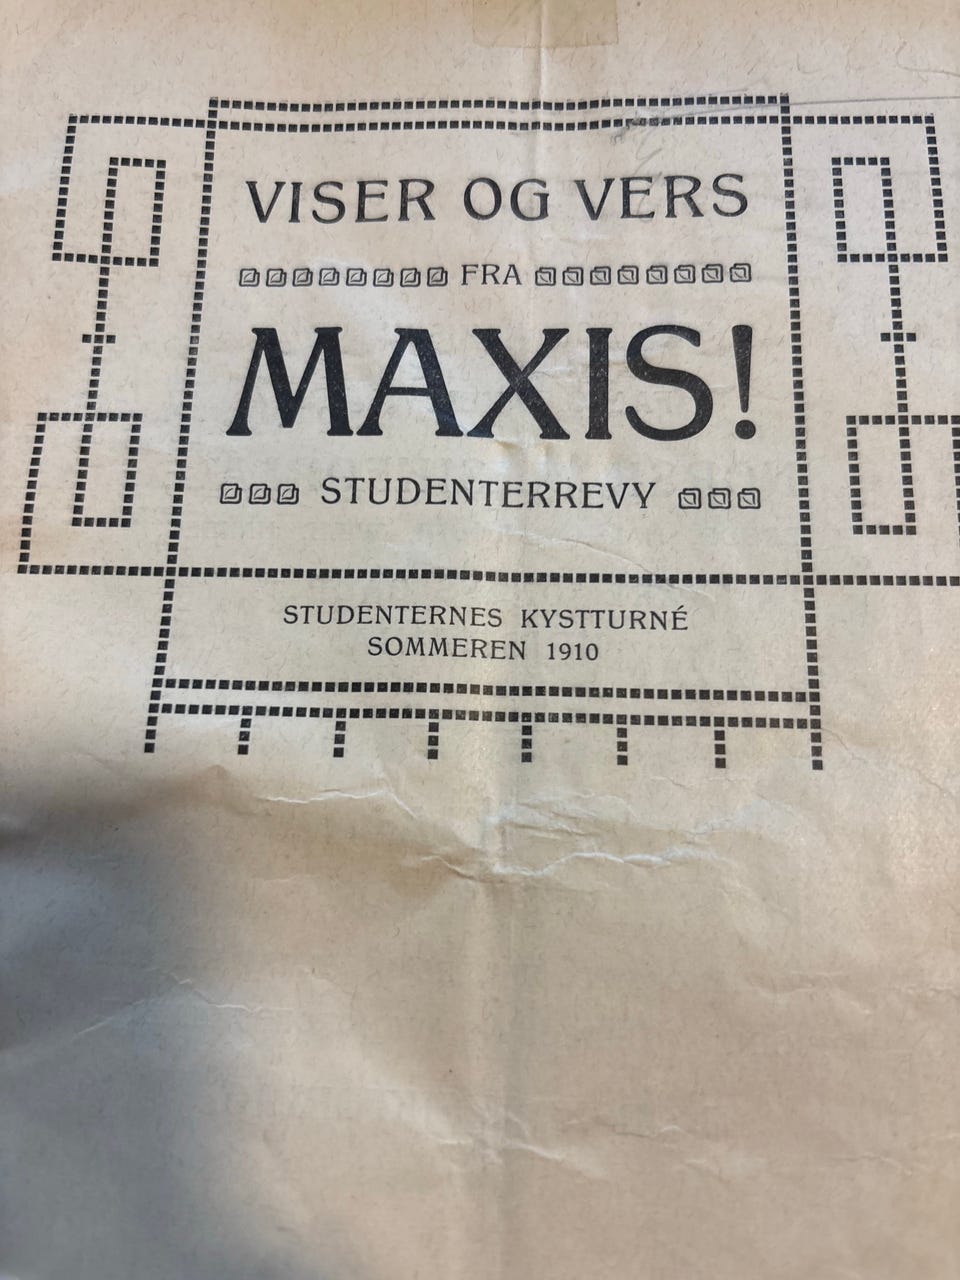 VISER OG VERS
FRA
MAXIS!
STUDENTERREVY
STUDENTERNES KYSTTURNÉ
SOMMEREN 1910